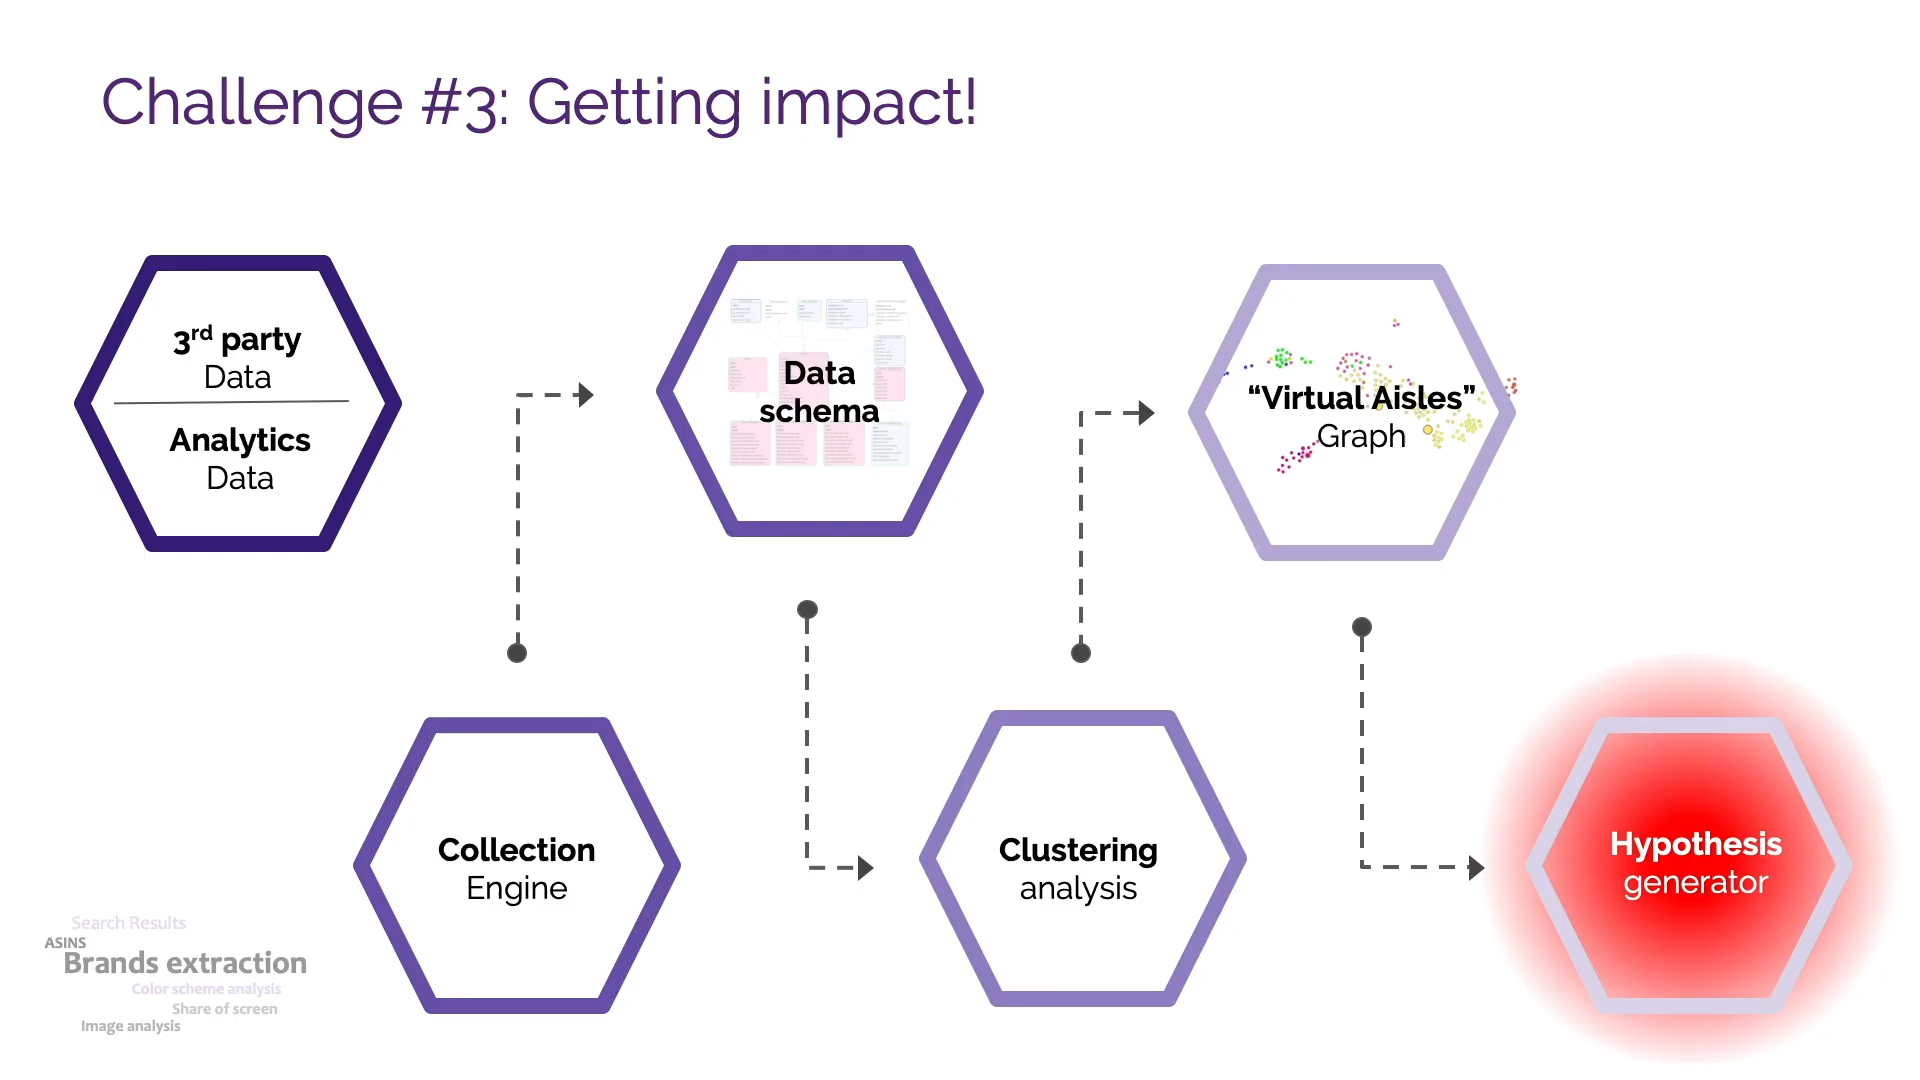 Challenge #3: Getting impact!
3rd party
Data
Analytics
Data
Data
schema
“Virtual Aisles”
Graph
Collection
Engine
Clustering
analysis
Hypothesis
generator
Search Results
ASINS
Brands extraction
Color scheme analysis
Share of screen
Image analysis